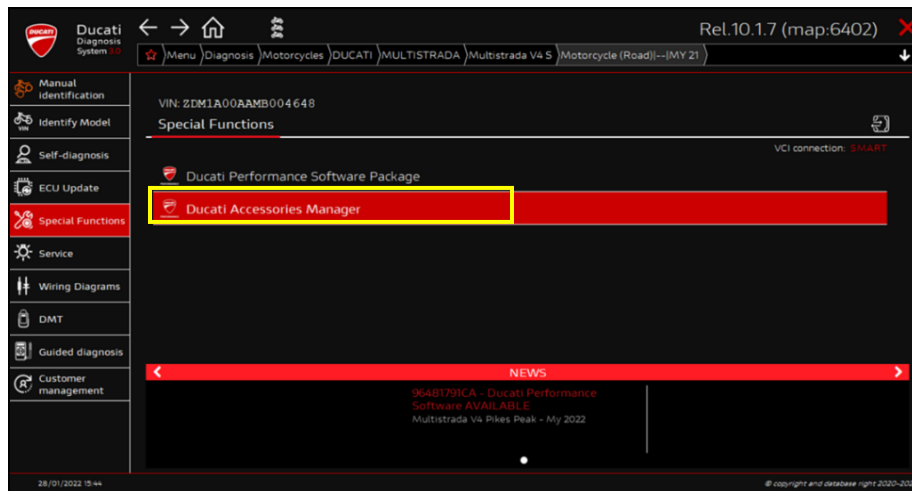 DUCATI
Ducati
Diagnosis
System 3.0
Rel.10.1.7 (map:6402)
Menu Diagnosis Motorcycles DUCATI MULTISTRADA Multistrada V4 S Motorcycle (Road)|--|MY 21
Manual
identification
VIN
Identify Model
Self-diagnosis
ECU Update
Special Functions
Service
Wiring Diagrams
DMT
Guided diagnosis
Customer
management
VIN: ZDM1A00AAMB004648
Special Functions
VCI connection: SMART
Ducati Performance Software Package
Ducati Accessories Manager
NEWS
96481791CA - Ducati Performance
Software AVAILABLE
Multistrada V4 Pikes Peak - My 2022
28/01/2022 15:44
© copyright and database right 2020-202